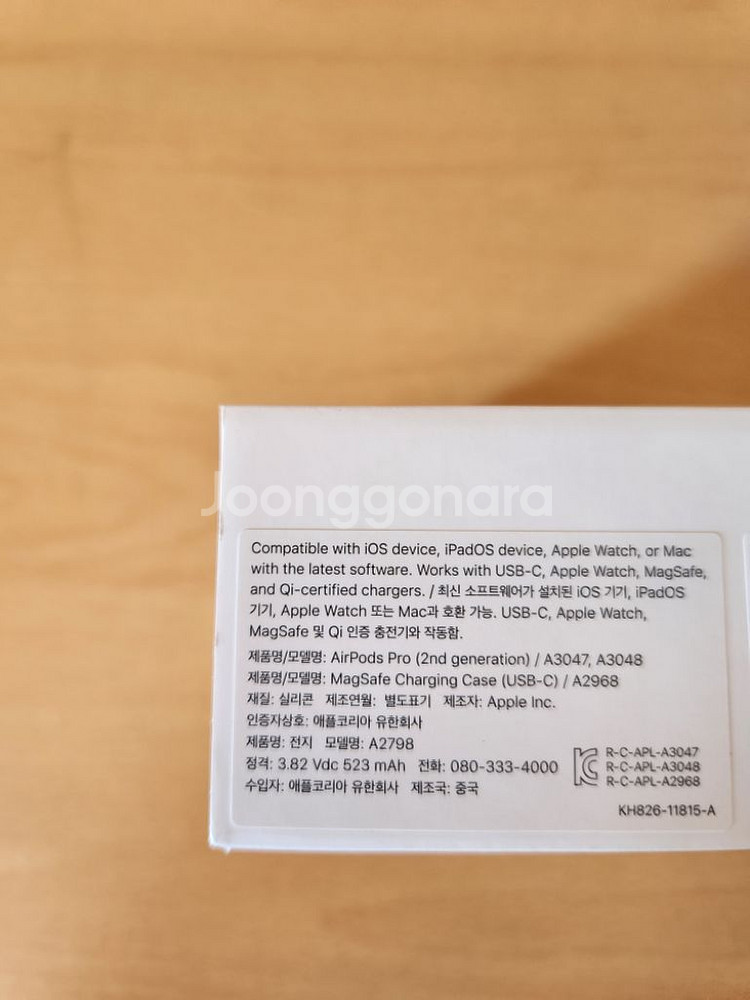 Joonggonara
Compatible with iOS device, iPadOS device, Apple Watch, or Mac
with the latest software. Works with USB-C, Apple Watch, MagSafe,
and Qi-certified chargers. / 최신 소프트웨어가 설치된 iOS 기기, iPadOS
기기, Apple Watch 또는 Mac과 호환 가능. USB-C, Apple Watch,
MagSafe 및 Qi 인증 충전기와 작동함.
제품명/모델명: AirPods Pro (2nd generation) / A3047, A3048
제품명/모델명: MagSafe Charging Case (USB-C) / A2968
재질: 실리콘 제조연월: 별도표기 제조자: Apple Inc.
인증자상호: 애플코리아 유한회사
제품명: 전지 모델명: A2798
정격: 3.82 Vdc 523 mAh 전화: 080-333-4000
수입자: 애플코리아 유한회사 제조국: 중국
R-C-APL-A3047
R-C-APL-A3048
R-C-APL-A2968
KH826-11815-A